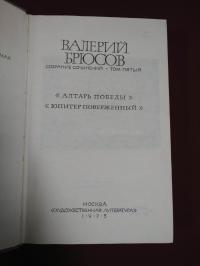 ВАЛЕРИЙ
БРЮСОВ
СОБРАНИЕ СОЧИНЕНИЙ • ТОМ ПЯТЫЙ
« АЛТАРЬ ПОБЕДЫ »
« ЮПИТЕР ПОВЕРЖЕННЫЙ »
МОСКВА
«ХУДОЖЕСТВЕННАЯ ЛИТЕРАТУРА»
1975